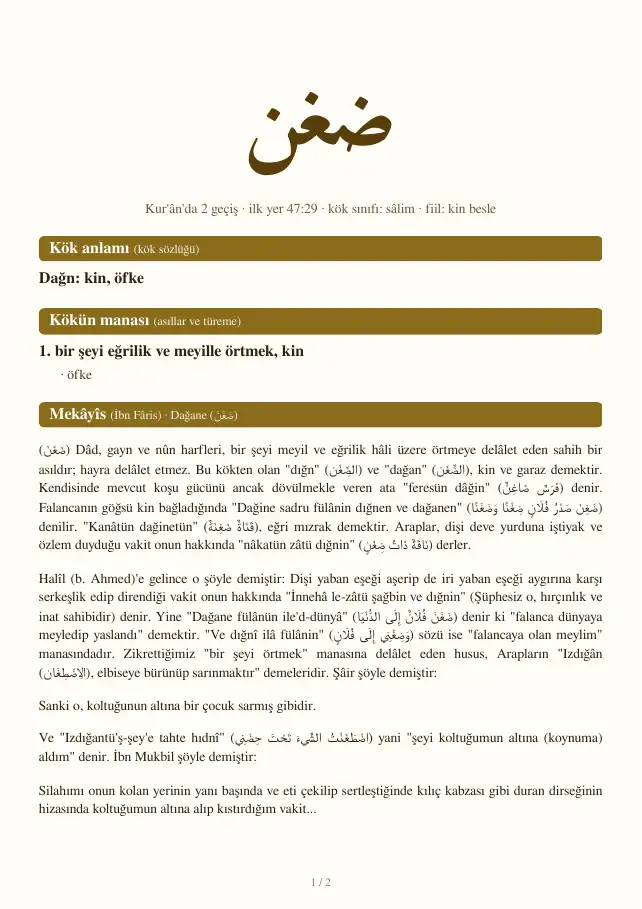 ضغن
Kur'ân'da 2 geçiş · ilk yer 47:29 · kök sınıfı: sâlim · fiil: kin besle
Kök anlamı (kök sözlüğü)
Dağn: kin, öfke
Kökün manası (asıllar ve türeme)
1. bir şeyi eğrilik ve meyille örtmek, kin
· öfke
Mekâyîs (İbn Fâris) · Dağane (ضَغَنَ)
(ضَغَنَ) Dâd, gayn ve nûn harfleri, bir şeyi meyil ve eğrilik hâli üzere örtmeye delâlet eden sahih bir
asıldır; hayra delâlet etmez. Bu kökten olan "dığn" (الضِّغْن) ve "dağan" (الضَّغَن), kin ve garaz demektir.
Kendisinde mevcut koşu gücünü ancak dövülmekle veren ata "feresün dâğin" (فَرَسٌ ضَاغِنٌ) denir.
Falancanın göğsü kin bağladığında "Dağine sadru fülânin dığnen ve dağanen" (ضَغِنَ صَدْرُ فُلَانٍ ضِغْنًا وَضَغَنًا)
denilir. "Kanâtün dağinetün" (قَنَاةٌ ضَغِنَةٌ), eğri mızrak demektir. Araplar, dişi deve yurduna iştiyak ve
özlem duyduğu vakit onun hakkında "nâkatün zâtü dığnin" (نَاقَةٌ ذَاتُ ضِغْنٍ) derler.
Halîl (b. Ahmed)'e gelince o şöyle demiştir: Dişi yaban eşeği aşerip de iri yaban eşeği aygırına karşı
serkeşlik edip direndiği vakit onun hakkında "İnnehâ le-zâtü şağbin ve dığnin" (Şüphesiz o, hırçınlık ve
inat sahibidir) denir. Yine "Dağane fülânün ile'd-dünyâ" (ضَغَنَ فُلَانٌ إِلَى الدُّنْيَا) denir ki "falanca dünyaya
meyledip yaslandı" demektir. "Ve dığnî ilâ fülânin" (وَضِغْنِي إِلَى فُلَانٍ) sözü ise "falancaya olan meylim"
manasındadır. Zikrettiğimiz "bir şeyi örtmek" manasına delâlet eden husus, Arapların "Izdığân
(الِاضْطِغَان), elbiseye bürünüp sarınmaktır" demeleridir. Şâir şöyle demiştir:
Sanki o, koltuğunun altına bir çocuk sarmış gibidir.
Ve "Izdığantü'ş-şey'e tahte hıdnî" (اضْطَغَنْتُ الشَّيْءَ تَحْتَ حِضْنِي) yani "şeyi koltuğumun altına (koynuma)
aldım" denir. İbn Mukbil şöyle demiştir:
Silahımı onun kolan yerinin yanı başında ve eti çekilip sertleştiğinde kılıç kabzası gibi duran dirseğinin
hizasında koltuğumun altına alıp kıstırdığım vakit...
1 / 2